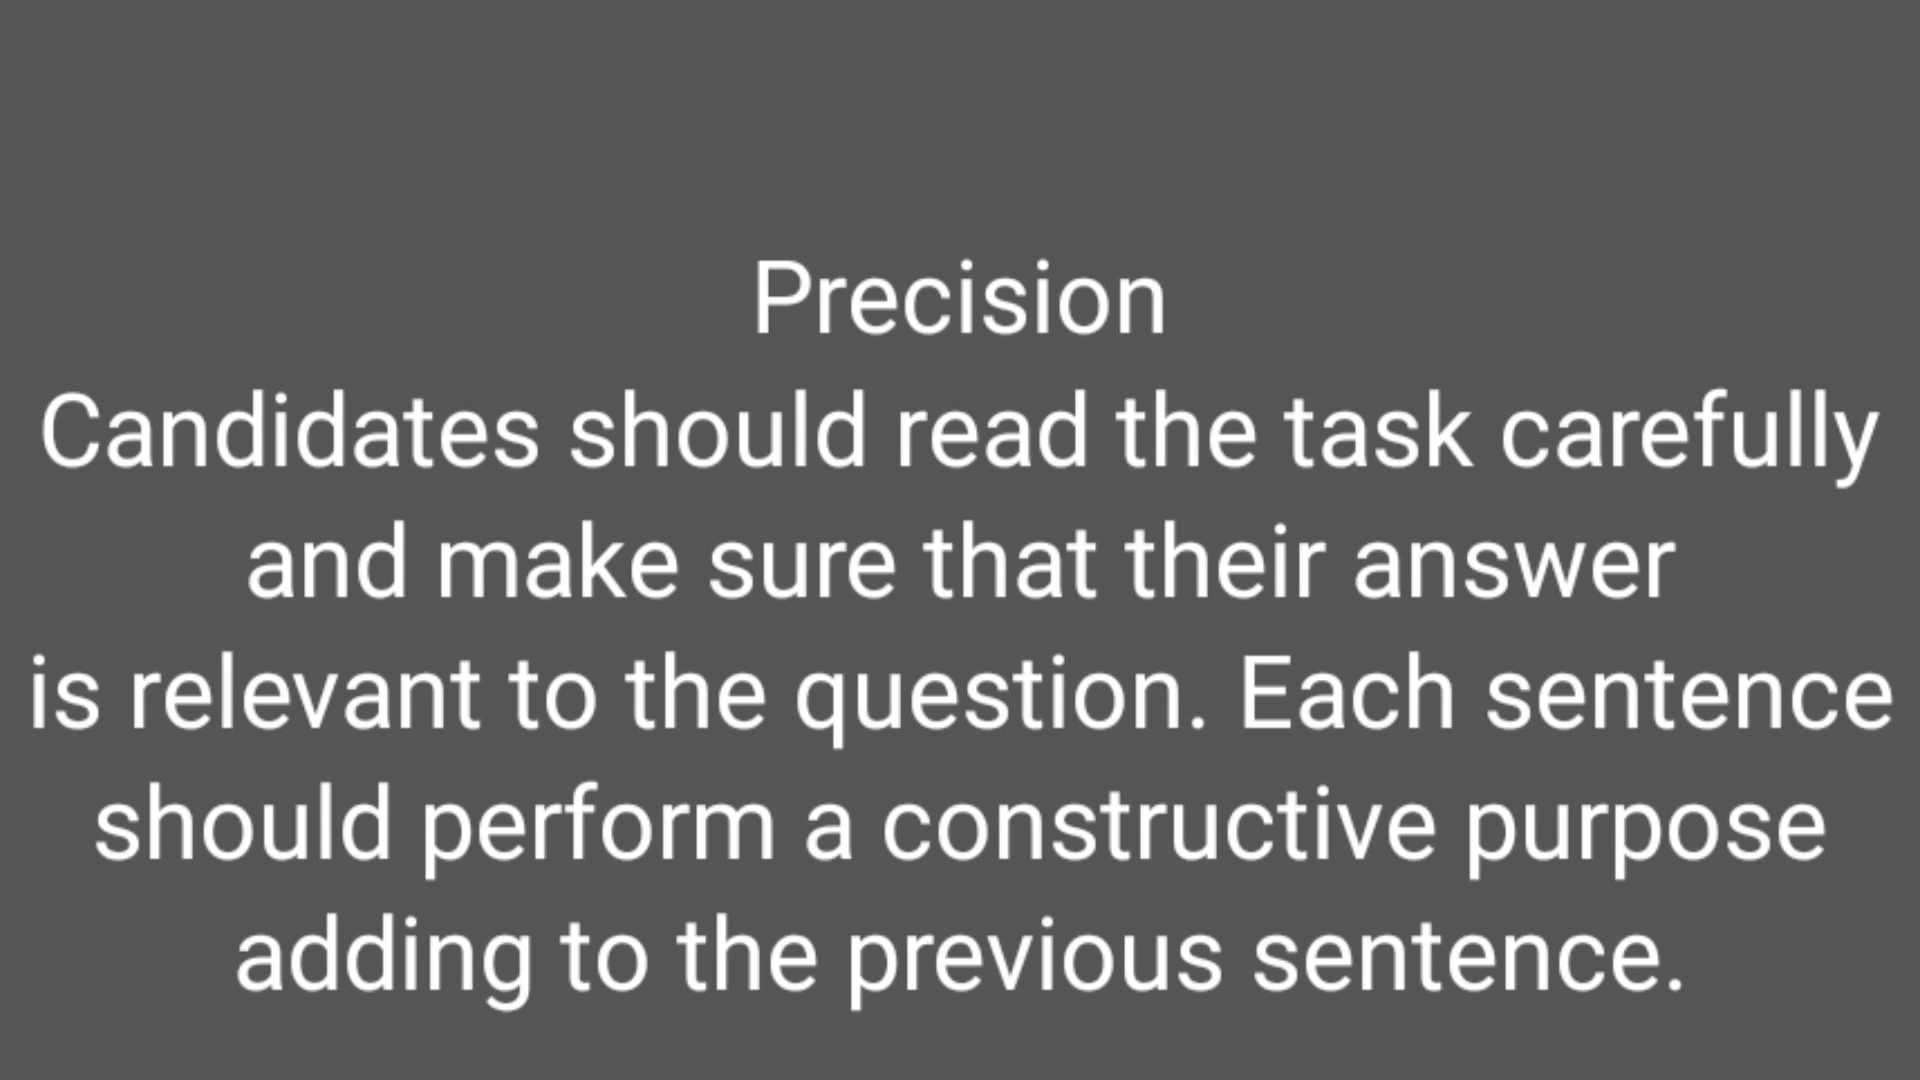 Precision
Candidates should read the task carefully
and make sure that their answer
is relevant to the question. Each sentence
should perform a constructive purpose
adding to the previous sentence.